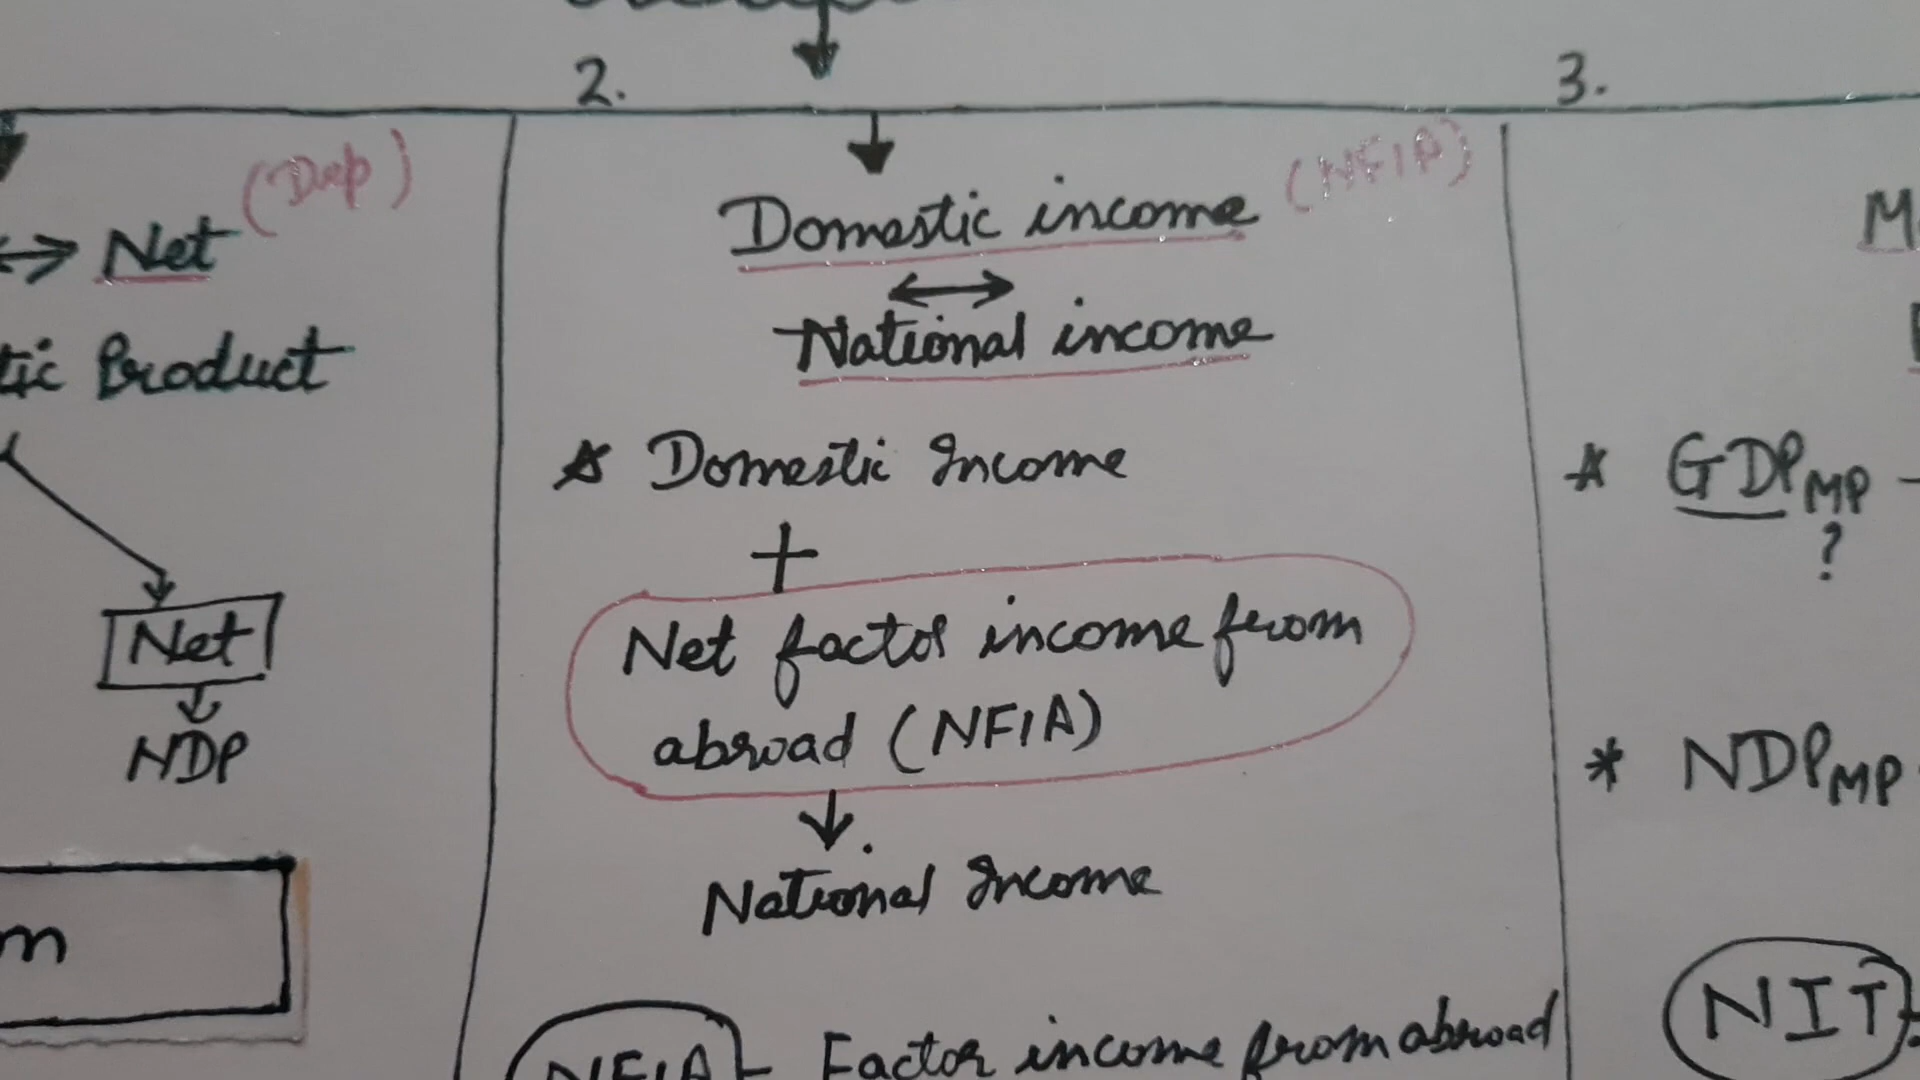 2.
3.
(Dep)
↔ Net
tic Product
Net
NDP
m
(NFIA)
Domestic income
↔
National income
* Domestic Income
+
Net factor income from
abroad (NFIA)
National Income
NFIA - Factor income from abroad
* GDPMP -
?
* NDPMP
NIT